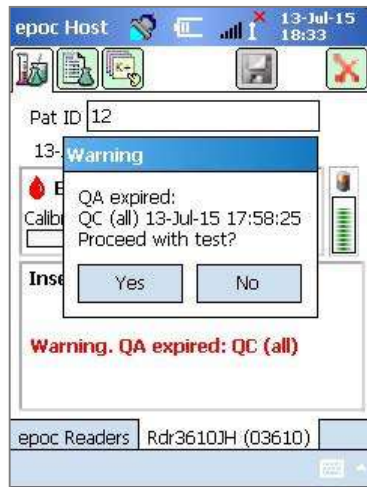 epoc Host
13-Jul-15
18:33
K+
Pat ID 12
13-
Warning
QA expired:
QC (all) 13-Jul-15 17:58:25
Proceed with test?
Yes
No
E
Calib
Inse
Warning. QA expired: QC (all)
epoc Readers
Rdr3610JH (03610)